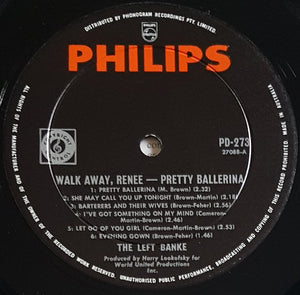 DISTRIBUTED BY PHONOGRAM RECORDINGS PTY. LIMITED
PHILIPS
PHILIPS
PD-273
27088-A
WALK AWAY, RENEE — PRETTY BALLERINA
1: PRETTY BALLERINA (M. Brown) (2.32)
2: SHE MAY CALL YOU UP TONIGHT (Brown-Martin) (2.18)
3: BARTERERS AND THEIR WIVES (Brown-Feher) (2.56)
4: I'VE GOT SOMETHING ON MY MIND (Cameron-
Martin-Brown) (2.46)
5: LET GO OF YOU GIRL (Cameron-Martin-Brown) (2.53)
6: EVENING GOWN (Brown-Feher) (1.46)
THE LEFT BANKE
Produced by Harry Lookofsky for
World United Productions
Inc.
ALL RIGHTS OF THE MANUFACTURER AND OF THE OWNER OF THE RECORDED WORK RESERVED
UNAUTHORISED PUBLIC PERFORMANCE, BROADCASTING AND COPYING OF THIS RECORD PROHIBITED